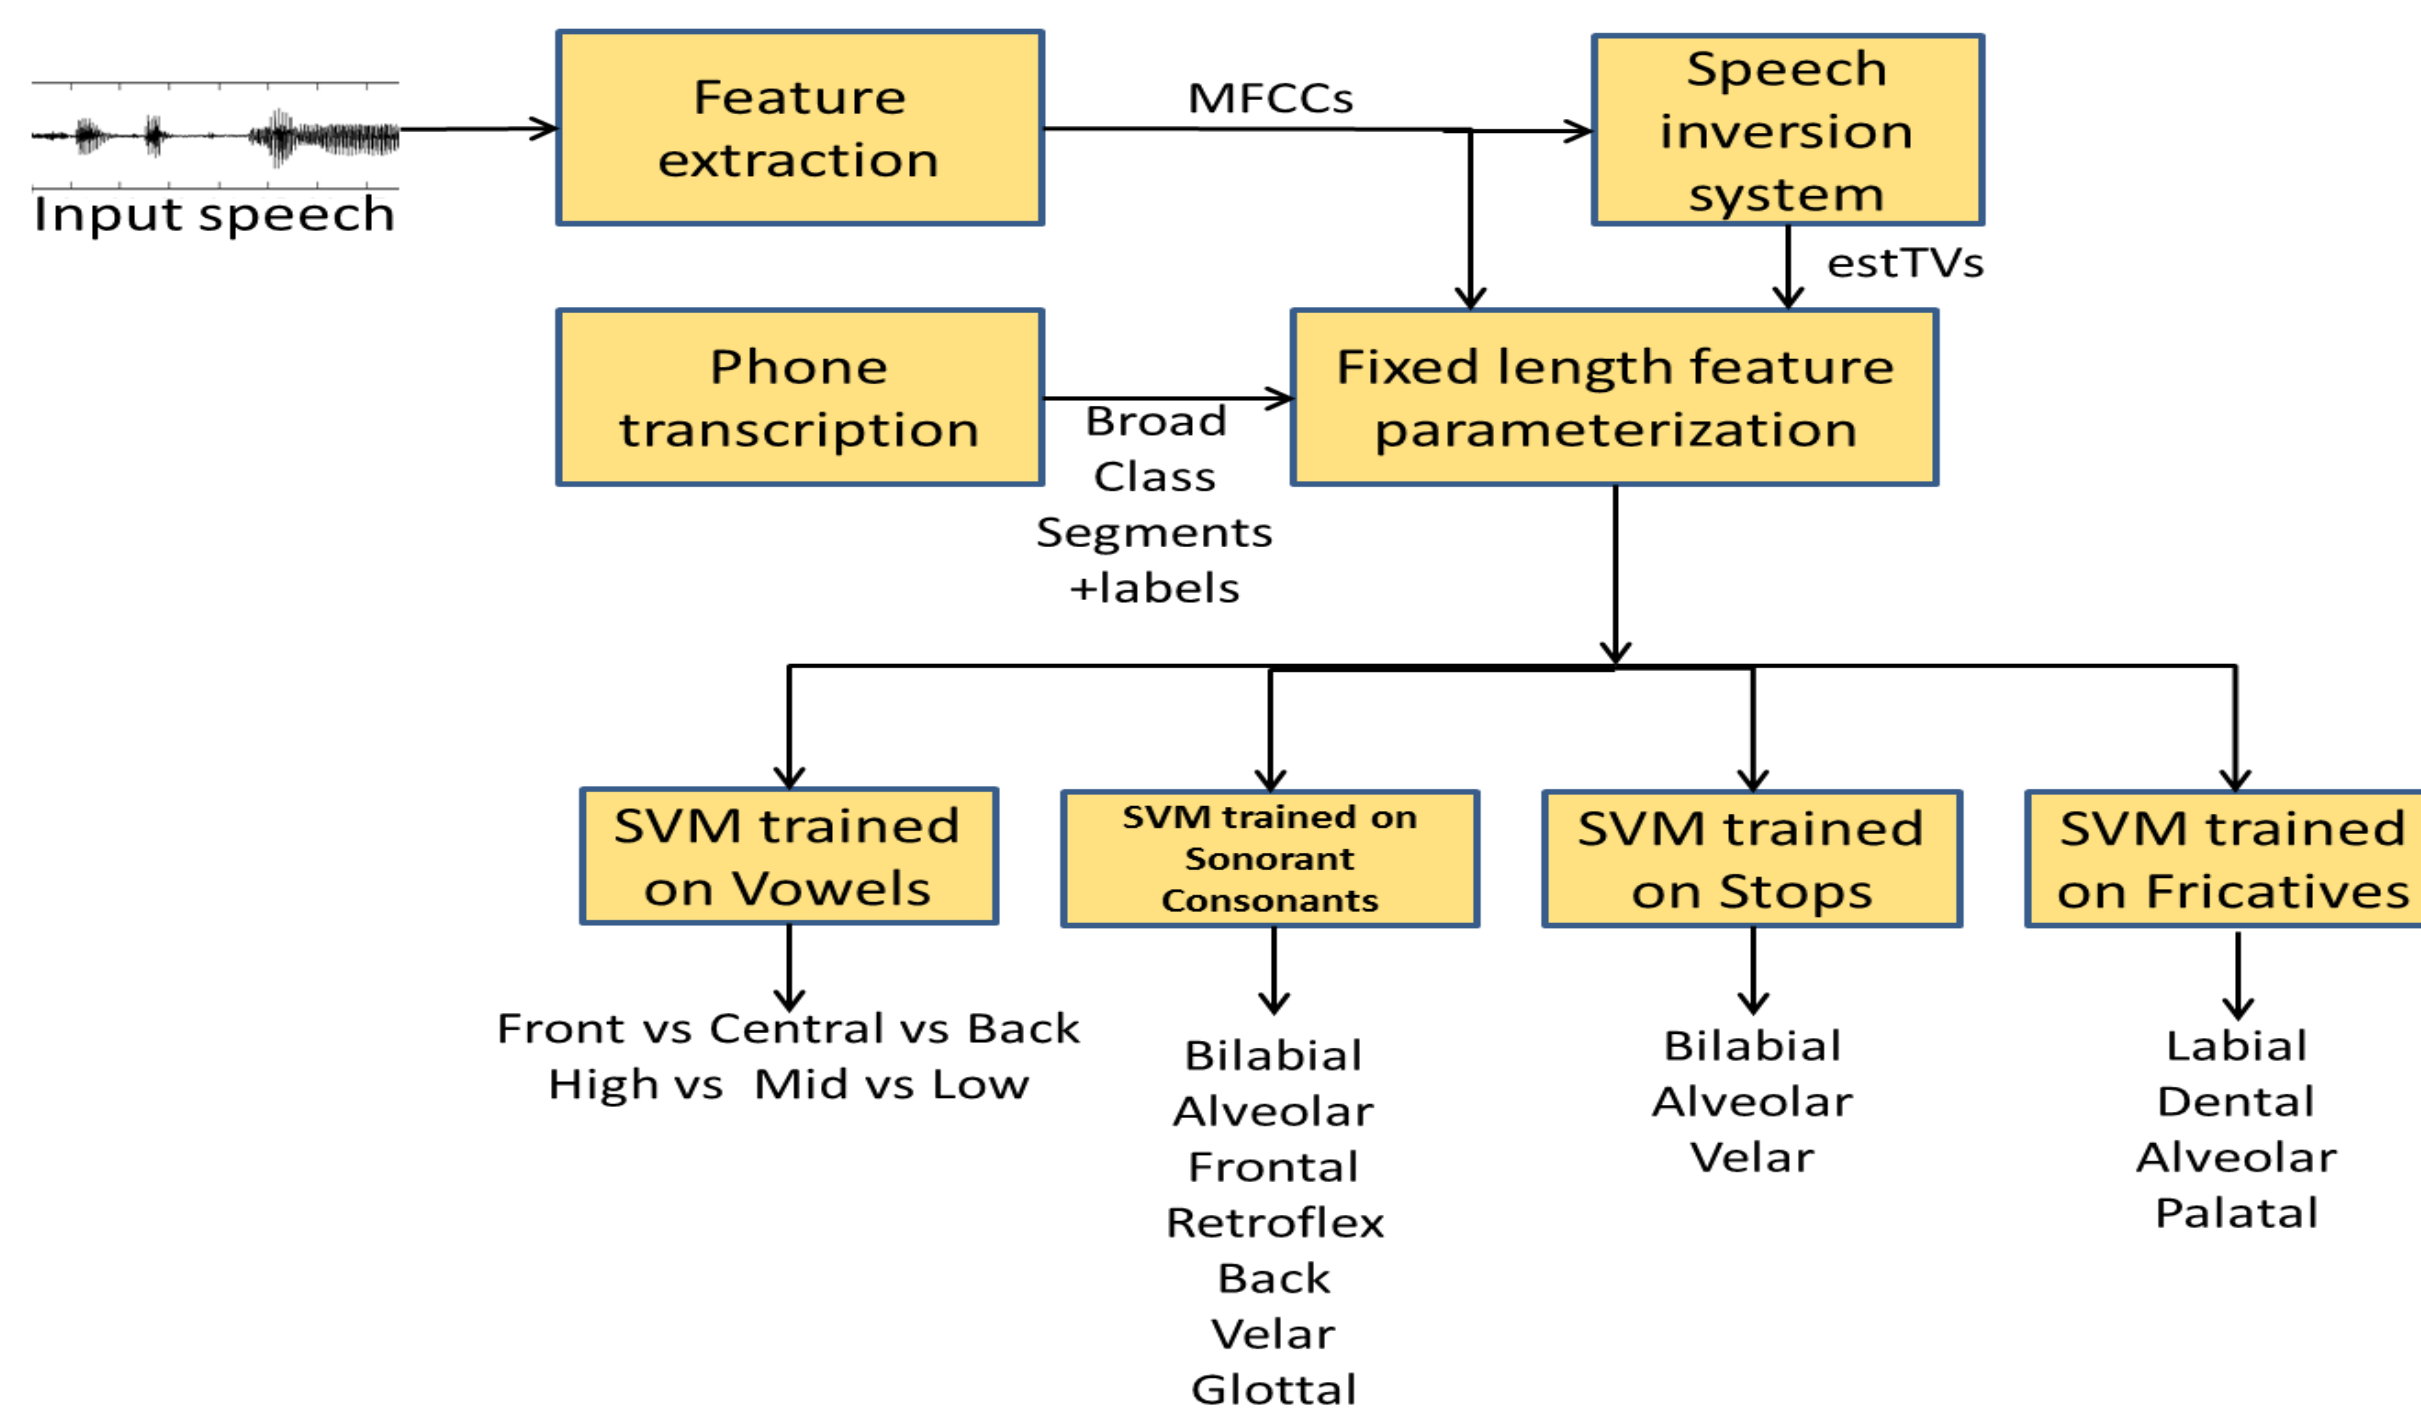 Input speech
Feature
extraction
MFCCs
Speech
inversion
system
estTVs
Phone
transcription
Broad
Class
Segments
+labels
Fixed length feature
parameterization
SVM trained
on Vowels
SVM trained on
Sonorant
Consonants
SVM trained
on Stops
SVM trained
on Fricatives
Front vs Central vs Back
High vs  Mid vs Low
Bilabial
Alveolar
Frontal
Retroflex
Back
Velar
Glottal
Bilabial
Alveolar
Velar
Labial
Dental
Alveolar
Palatal